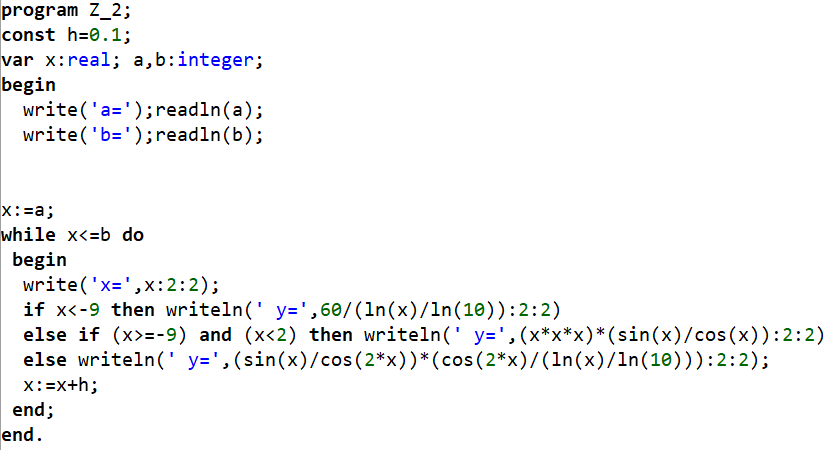 program Z_2;
const h=0.1;
var x:real; a,b:integer;
begin
  write('a=');readln(a);
  write('b=');readln(b);
x:=a;
while x<=b do
 begin
  write('x=',x:2:2);
  if x<-9 then writeln(' y=',60/(ln(x)/ln(10)):2:2)
  else if (x>=-9) and (x<2) then writeln(' y=',(x*x*x)*(sin(x)/cos(x)):2:2)
  else writeln(' y=',(sin(x)/cos(2*x))*(cos(2*x)/(ln(x)/ln(10))):2:2);
  x:=x+h;
 end;
end.